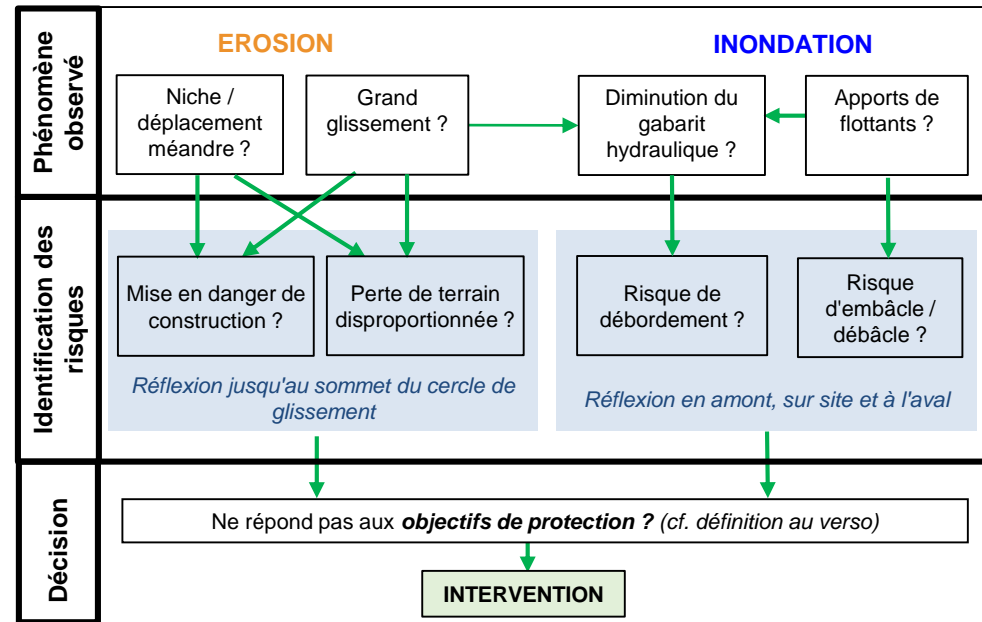 Phénomène
observé
EROSION
INONDATION
Niche /
déplacement
méandre ?
Grand
glissement ?
Diminution du
gabarit
hydraulique ?
Apports de
flottants ?
Identification des
risques
Mise en danger de
construction ?
Perte de terrain
disproportionnée ?
Risque de
débordement ?
Risque
d'embâcle /
débâcle ?
Réflexion jusqu'au sommet du cercle de
glissement
Réflexion en amont, sur site et à l'aval
Décision
Ne répond pas aux objectifs de protection ? (cf. définition au verso)
INTERVENTION